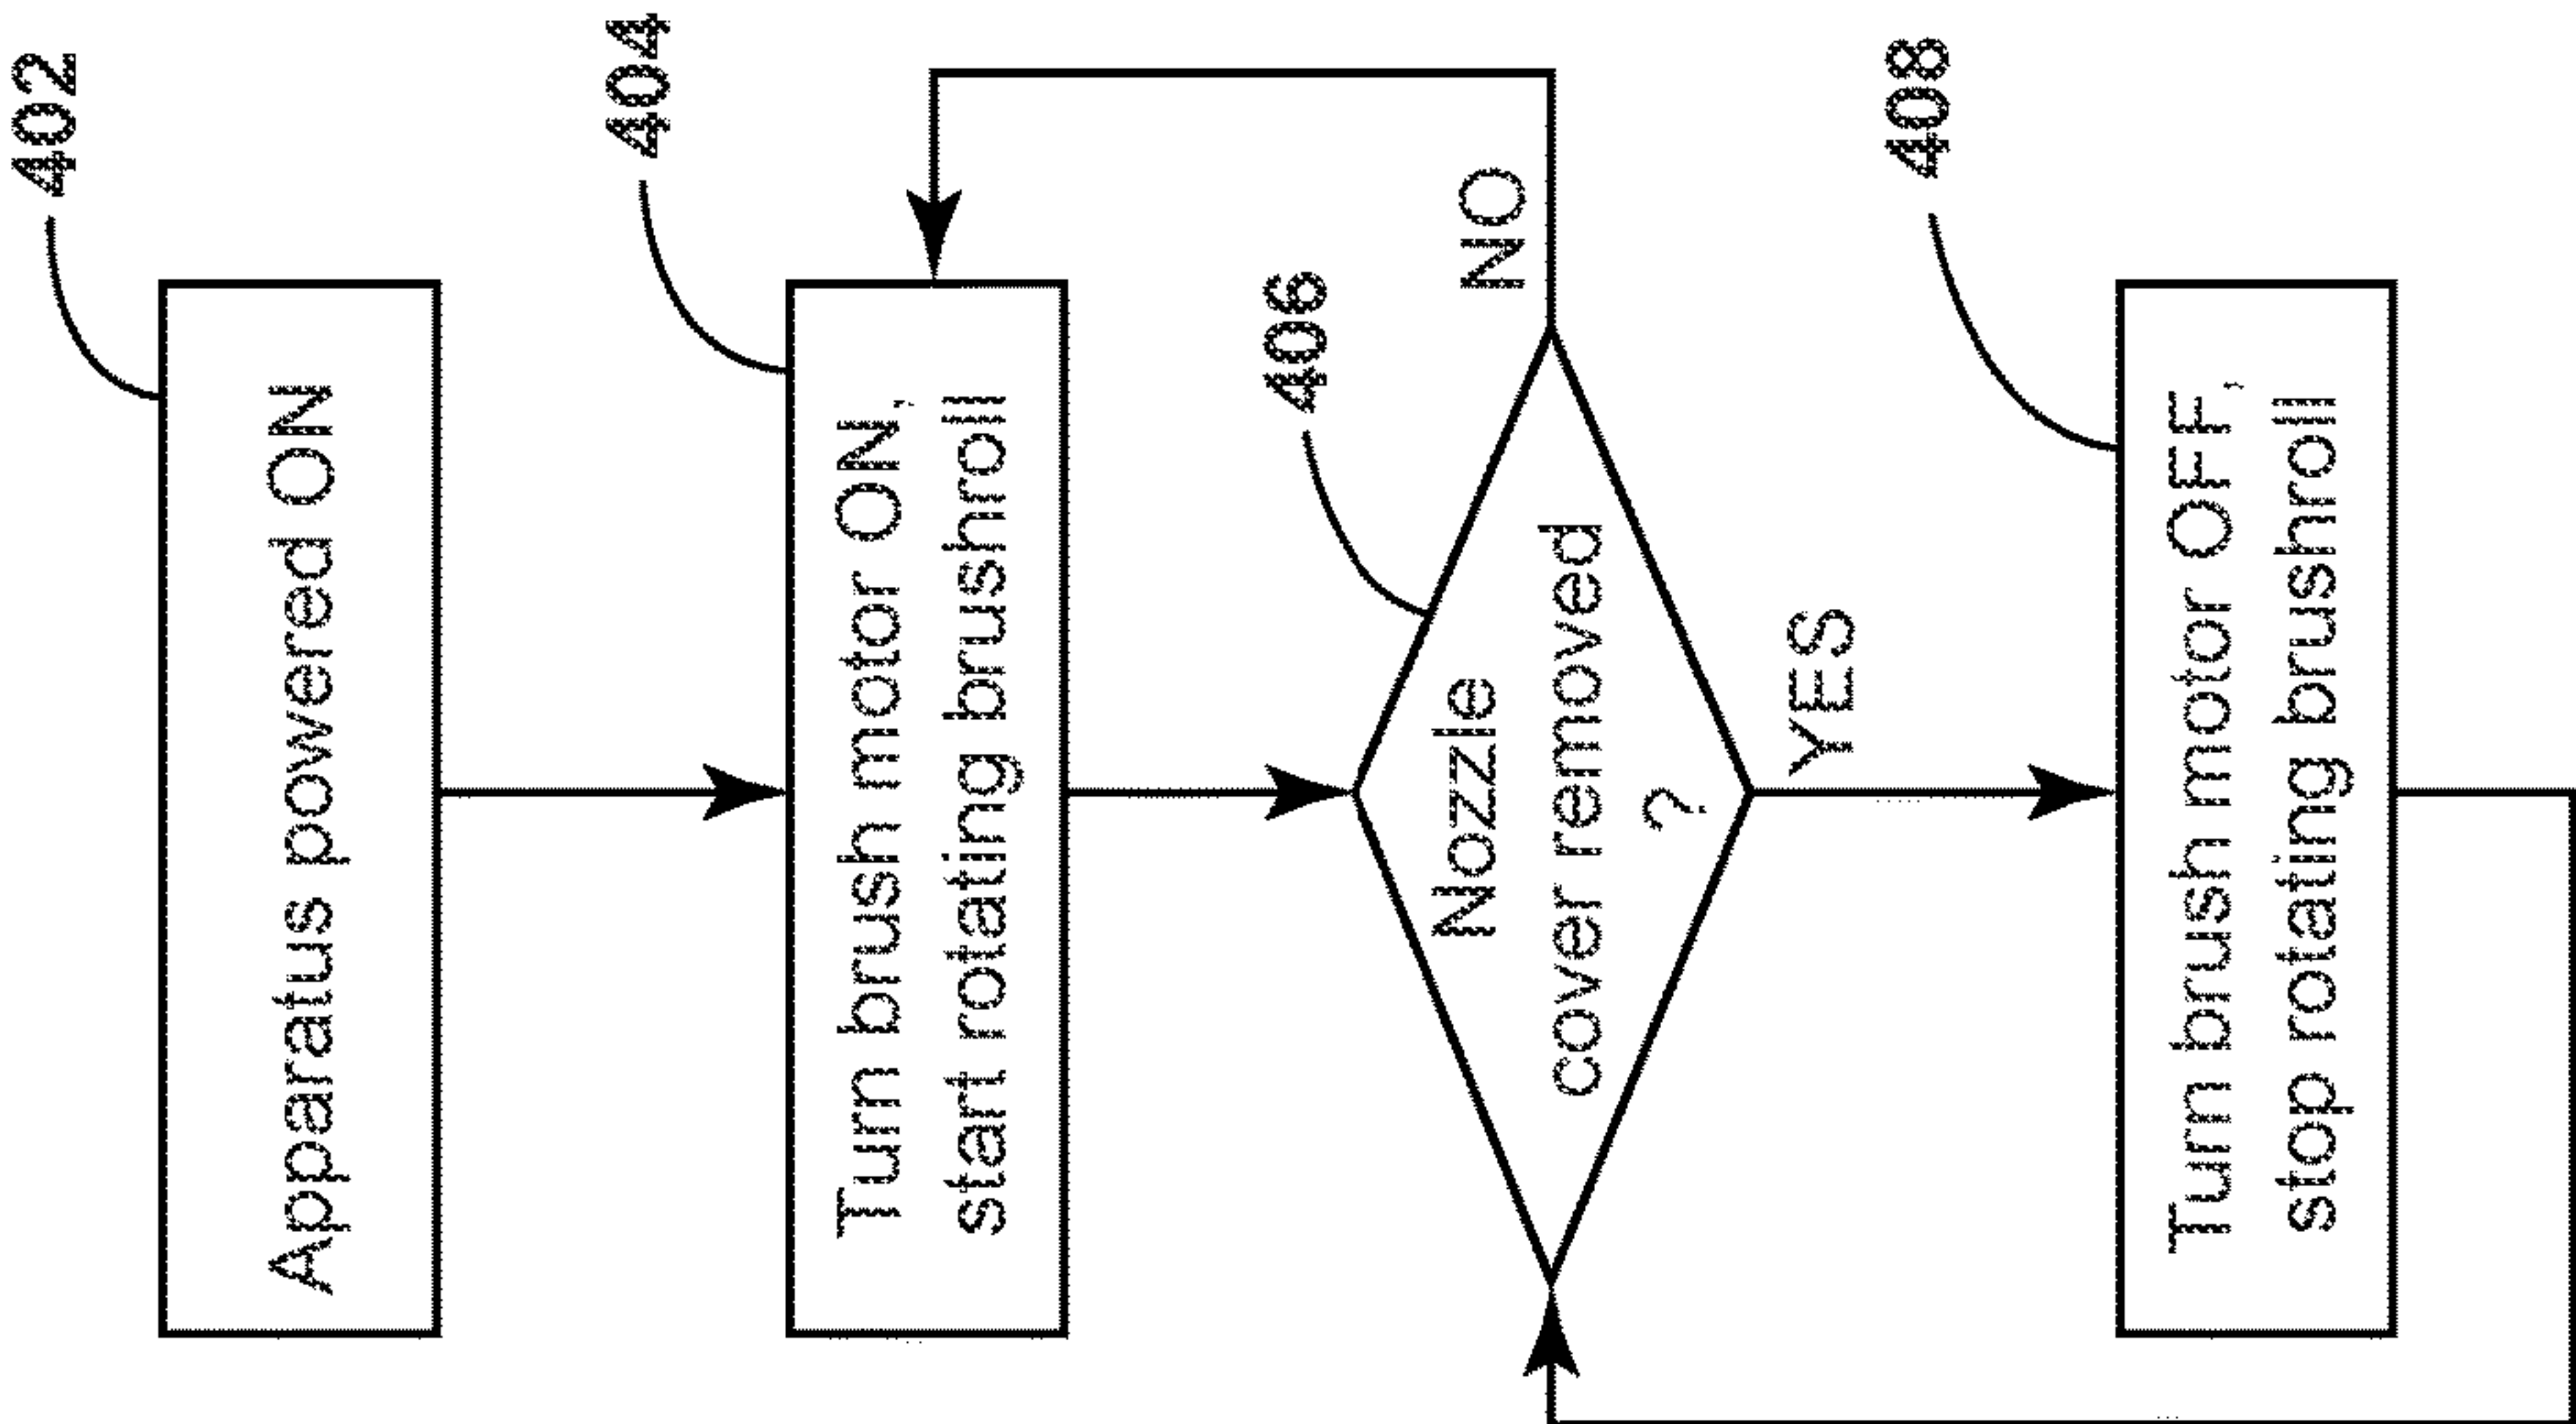 402
Apparatus powered ON
404
Turn brush motor ON,
start rotating brushroll
406
Nozzle
cover removed
?
NO
YES
408
Turn brush motor OFF,
stop rotating brushroll